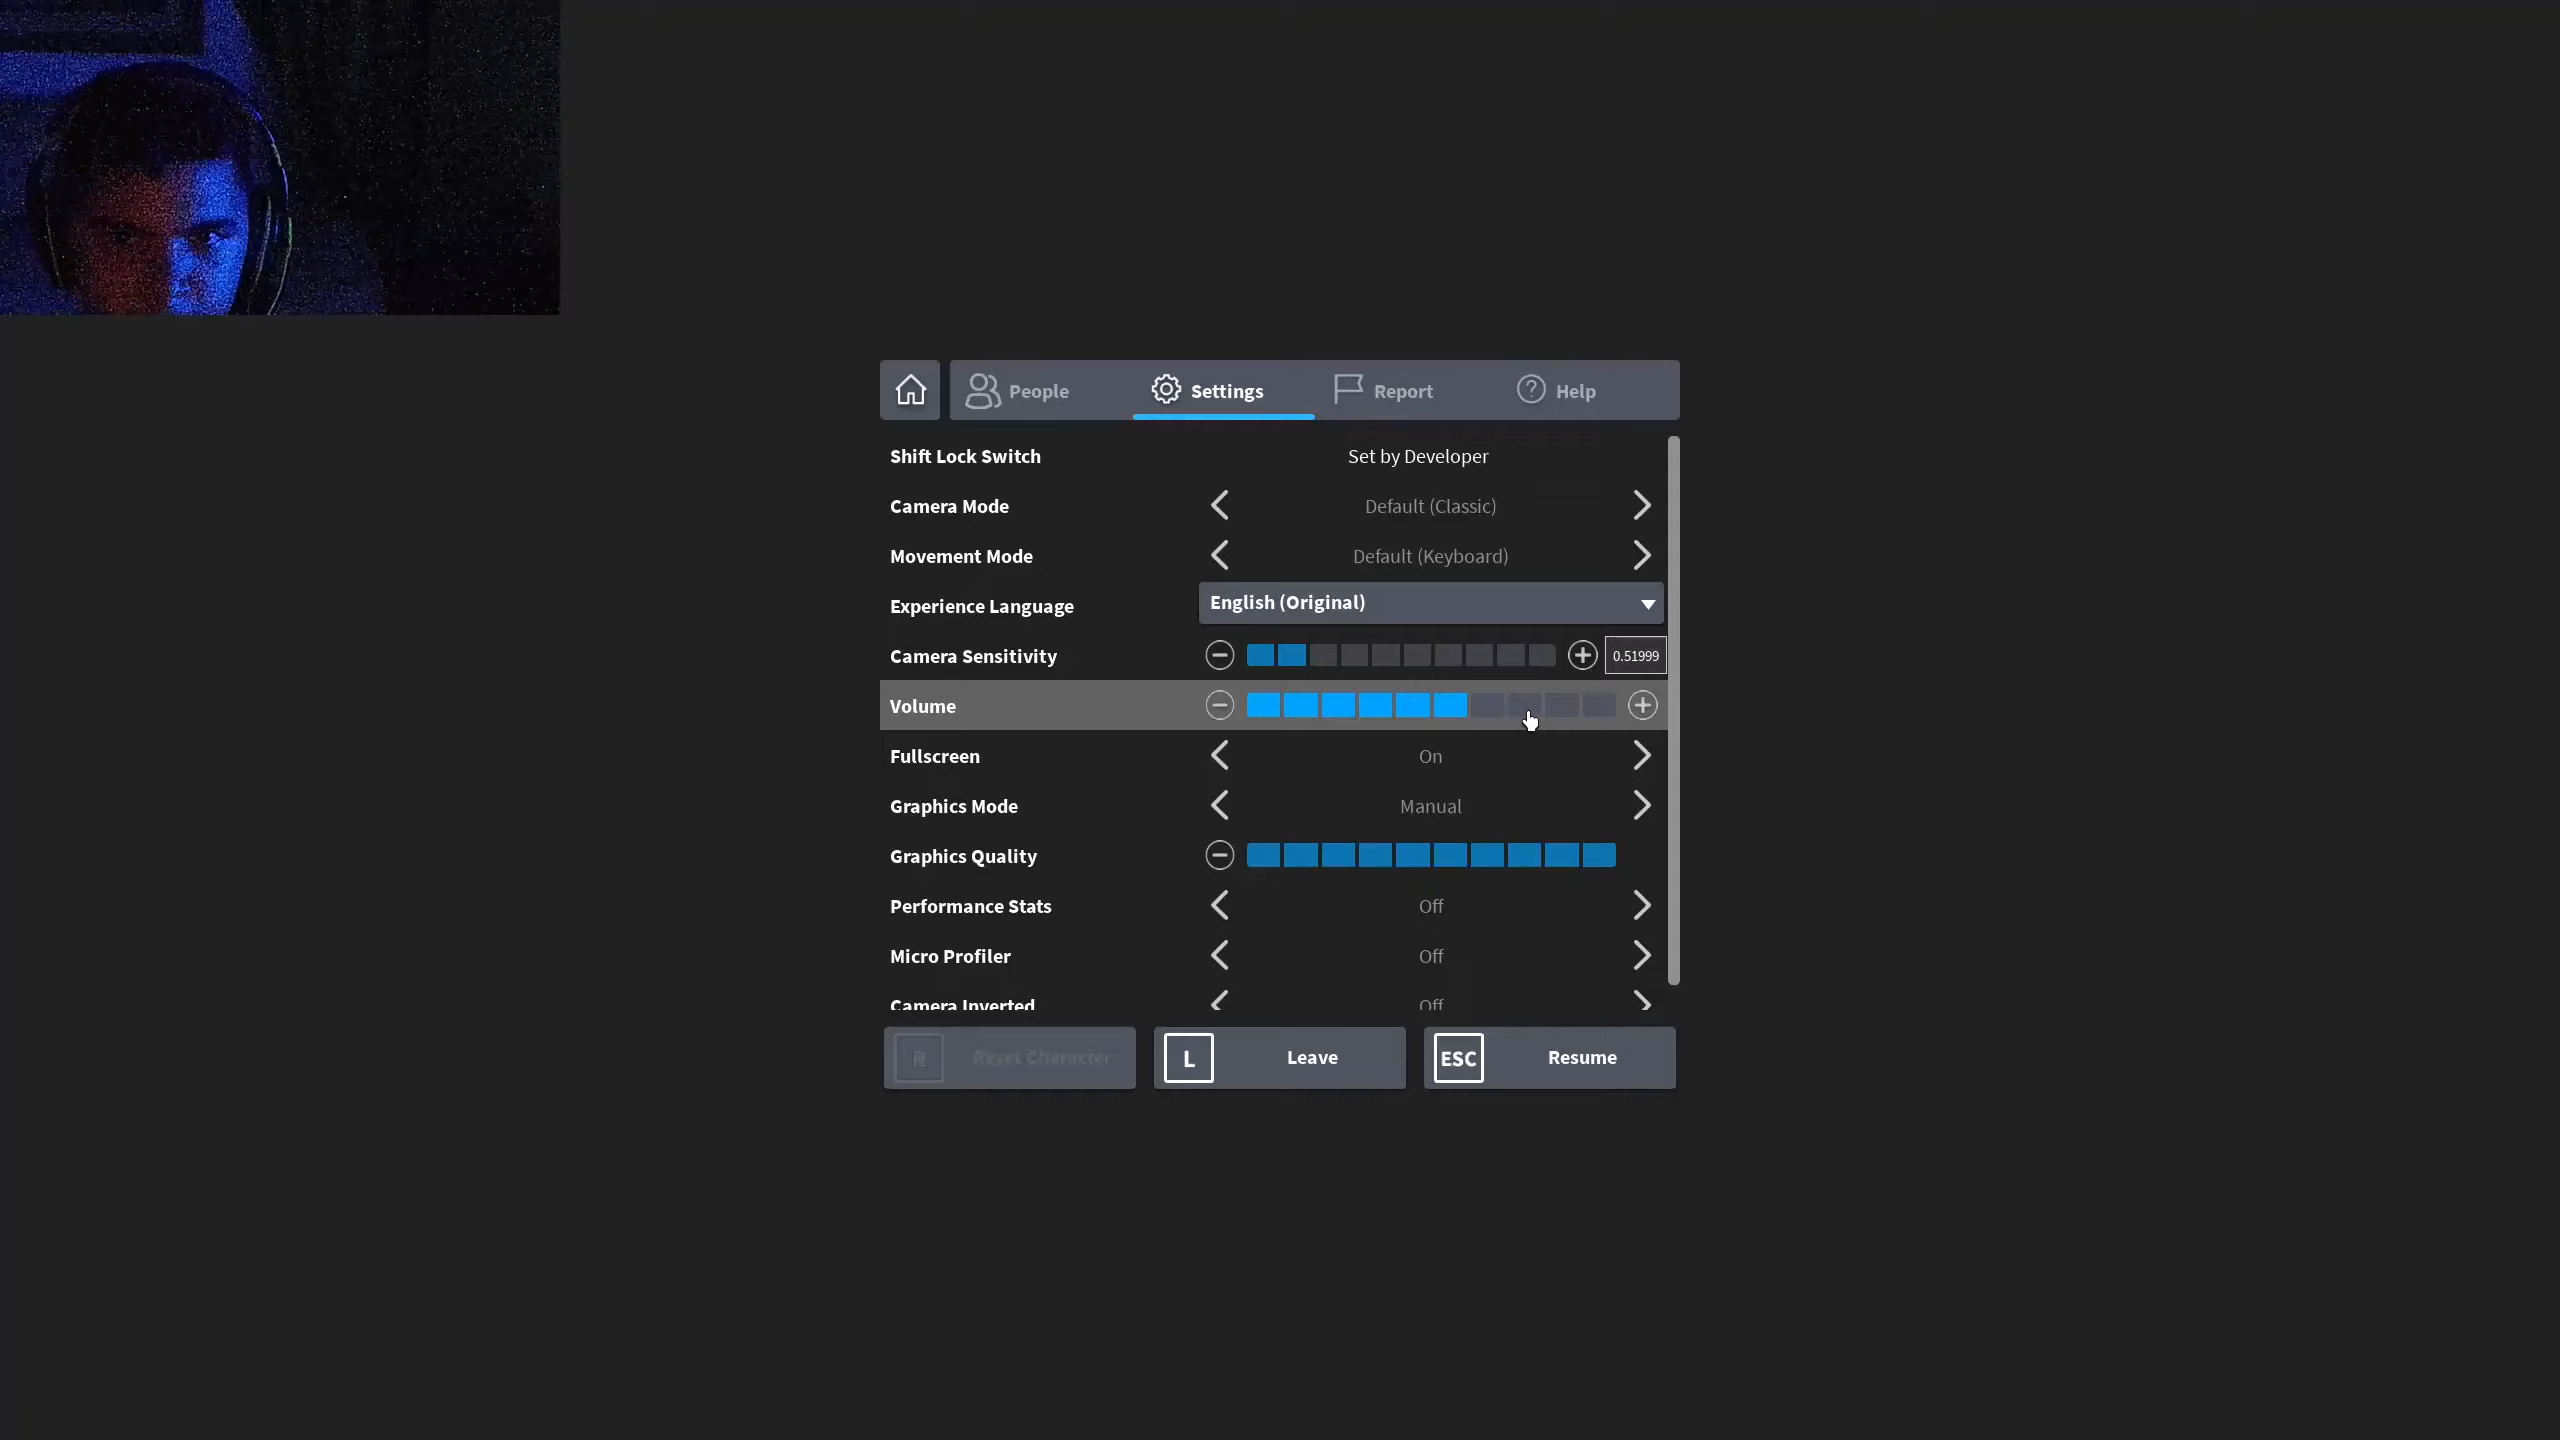 People Settings Report Help
Shift Lock Switch Set by Developer
Camera Mode Default (Classic)
Movement Mode Default (Keyboard)
Experience Language English (Original)
Camera Sensitivity 0.51999
Volume
Fullscreen On
Graphics Mode Manual
Graphics Quality
Performance Stats Off
Micro Profiler Off
Camera Inverted Off
R Reset Character L Leave ESC Resume